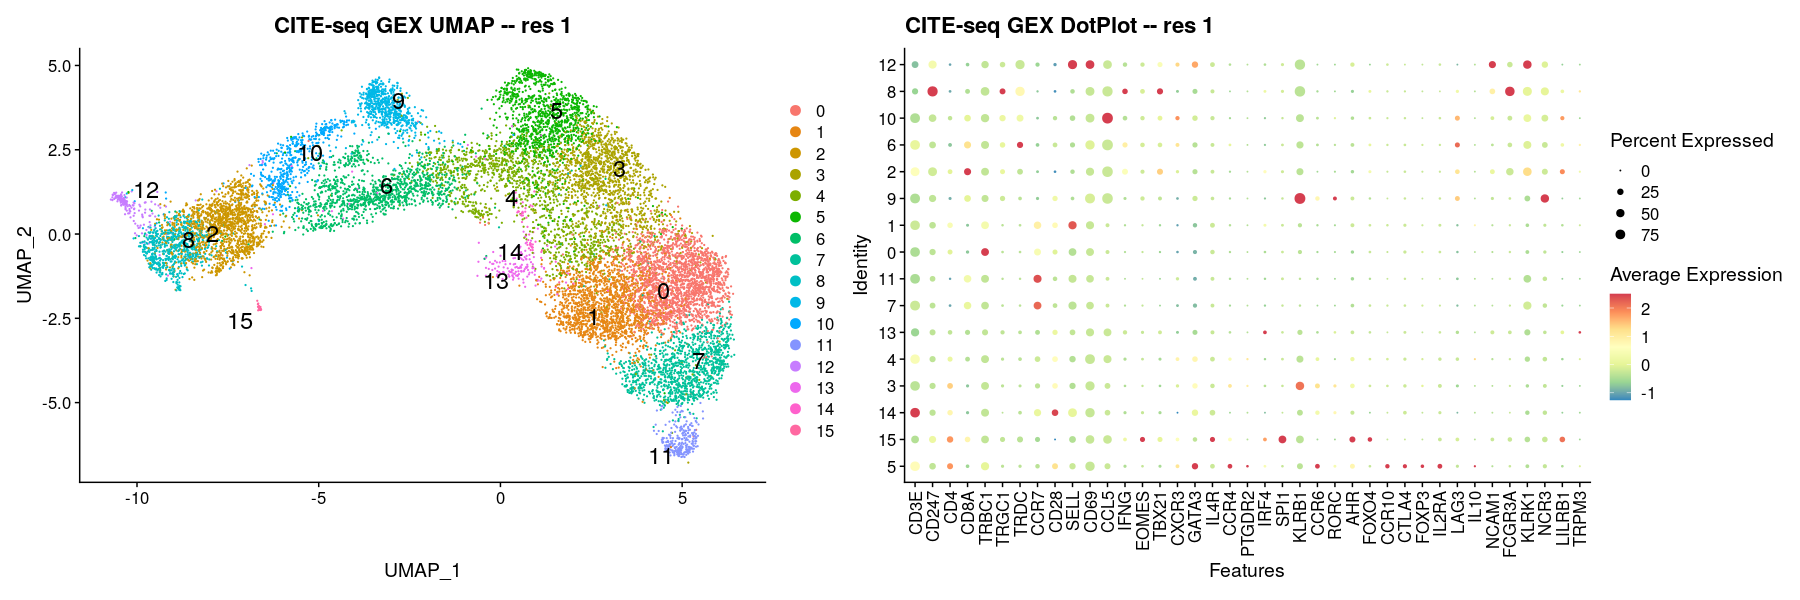 CITE-seq GEX UMAP -- res 1
5.0
2.5
0.0
-2.5
-5.0
UMAP_2
-10
-5
0
5
UMAP_1
9
5
10
3
12
6
4
8
2
14
13
0
15
1
7
11
0
1
2
3
4
5
6
7
8
9
10
11
12
13
14
15
CITE-seq GEX DotPlot -- res 1
Identity
12
8
10
6
2
9
1
0
11
7
13
4
3
14
15
5
CD3E
CD247
CD4
CD8A
TRBC1
TRGC1
TRDC
CCR7
CD28
SELL
CD69
CCL5
IFNG
EOMES
TBX21
CXCR3
GATA3
IL4R
CCR4
PTGDR2
IRF4
SPI1
KLRB1
CCR6
RORC
AHR
FOXO4
CCR10
CTLA4
FOXP3
IL2RA
LAG3
IL10
NCAM1
FCGR3A
KLRK1
NCR3
LILRB1
TRPM3
Features
Percent Expressed
0
25
50
75
Average Expression
2
1
0
-1